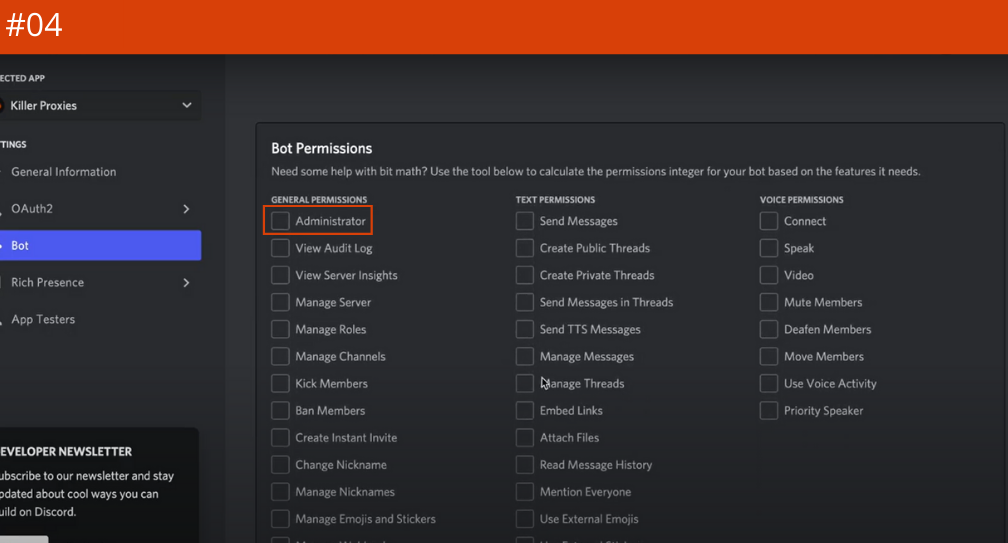 #04
ECTED APP
Killer Proxies
TINGS
General Information
OAuth2
Bot
Rich Presence
App Testers
EVELOPER NEWSLETTER
ubscribe to our newsletter and stay
pdated about cool ways you can
uild on Discord.
Bot Permissions
Need some help with bit math? Use the tool below to calculate the permissions integer for your bot based on the features it needs.
GENERAL PERMISSIONS
Administrator
View Audit Log
View Server Insights
Manage Server
Manage Roles
Manage Channels
Kick Members
Ban Members
Create Instant Invite
Change Nickname
Manage Nicknames
Manage Emojis and Stickers
TEXT PERMISSIONS
Send Messages
Create Public Threads
Create Private Threads
Send Messages in Threads
Send TTS Messages
Manage Messages
Manage Threads
Embed Links
Attach Files
Read Message History
Mention Everyone
Use External Emojis
VOICE PERMISSIONS
Connect
Speak
Video
Mute Members
Deafen Members
Move Members
Use Voice Activity
Priority Speaker